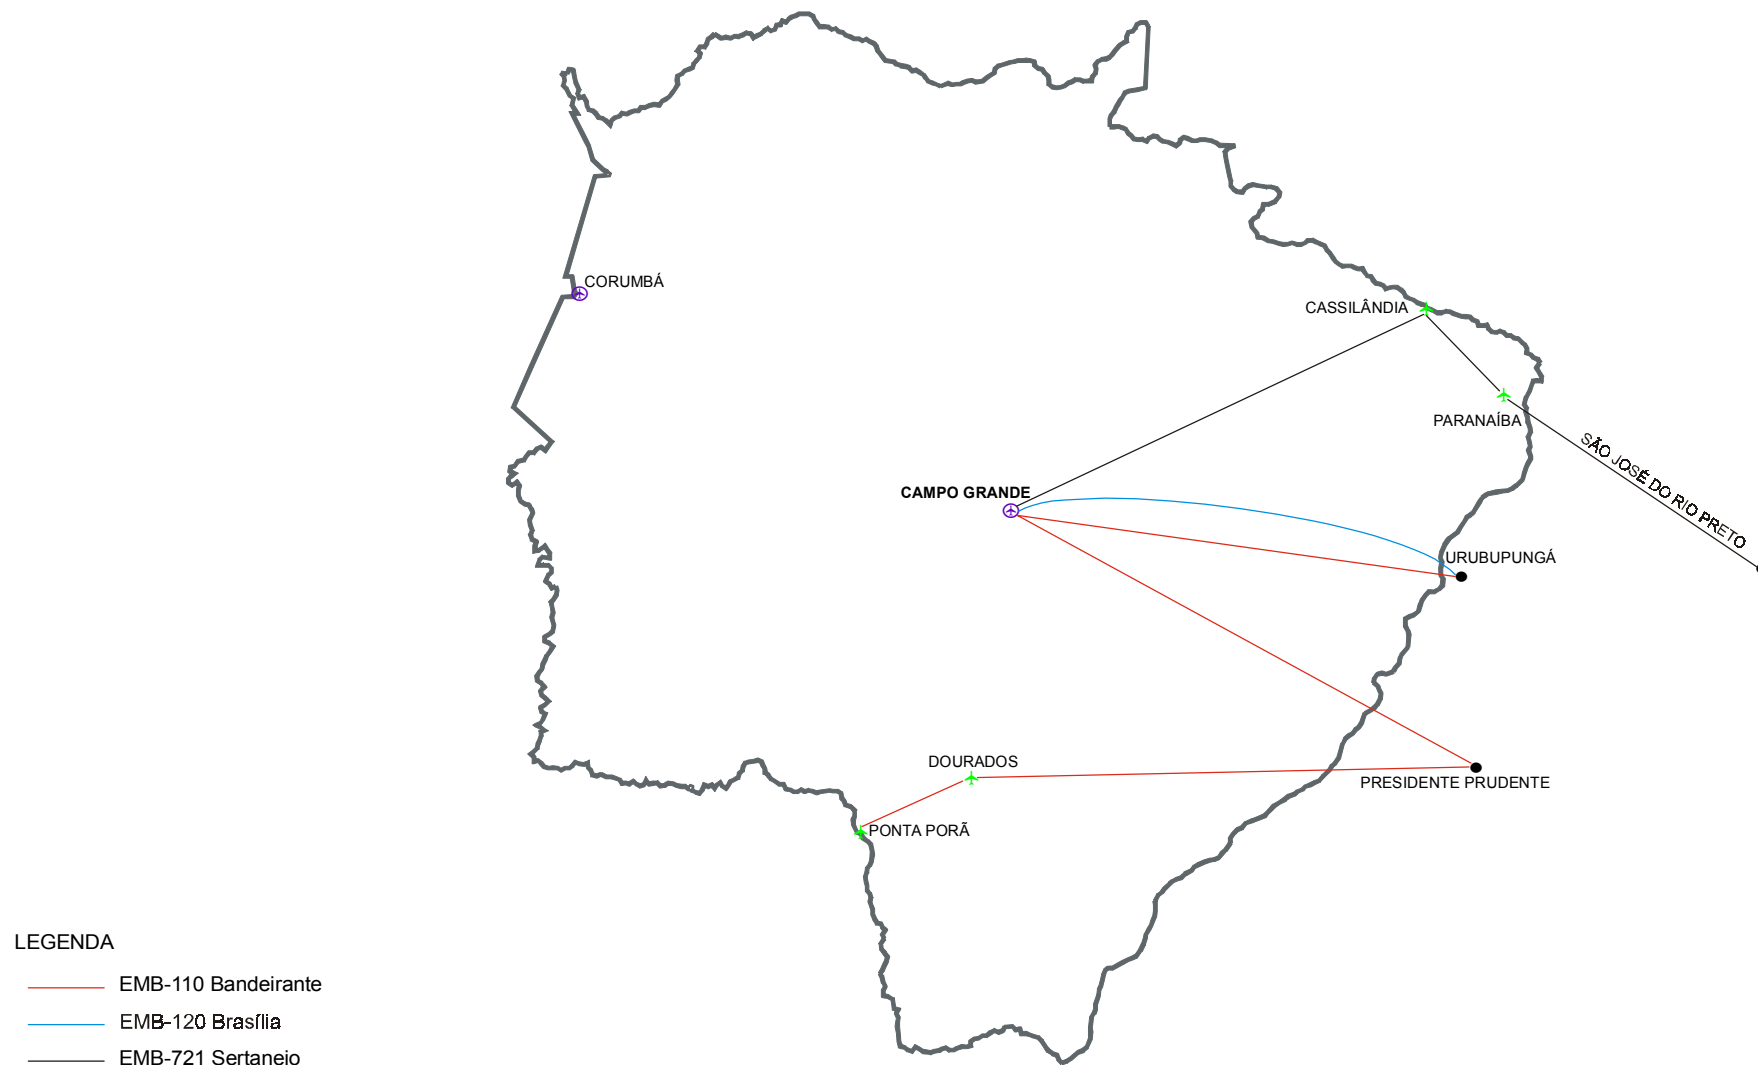 CORUMBÁ
CASSILÂNDIA
PARANAÍBA
SÃO JOSÉ DO RIO PRETO
CAMPO GRANDE
URUBUPUNGÁ
DOURADOS
PRESIDENTE PRUDENTE
PONTA PORÃ
LEGENDA
EMB-110 Bandeirante
EMB-120 Brasília
EMB-721 Sertaneio